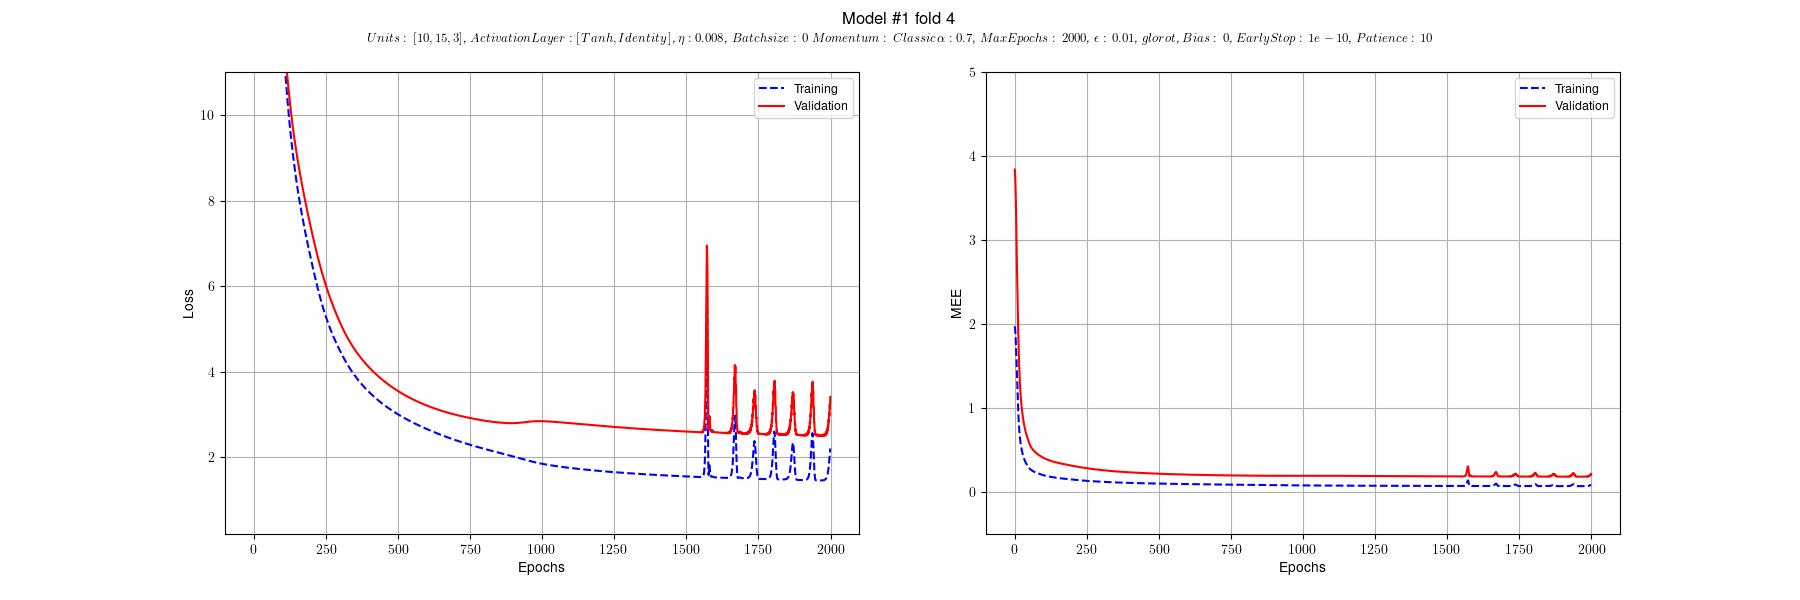 Model #1 fold 4
Units : [10, 15, 3], ActivationLayer : [Tanh, Identity], η : 0.008, Batchsize : 0 Momentum : Classicα : 0.7, MaxEpochs : 2000, ϵ : 0.01, glorot, Bias : 0, EarlyStop : 1e − 10, Patience : 10
Training
Validation
10
8
6
4
2
Loss
0 250 500 750 1000 1250 1500 1750 2000
Epochs
Training
Validation
5
4
3
2
1
0
MEE
0 250 500 750 1000 1250 1500 1750 2000
Epochs